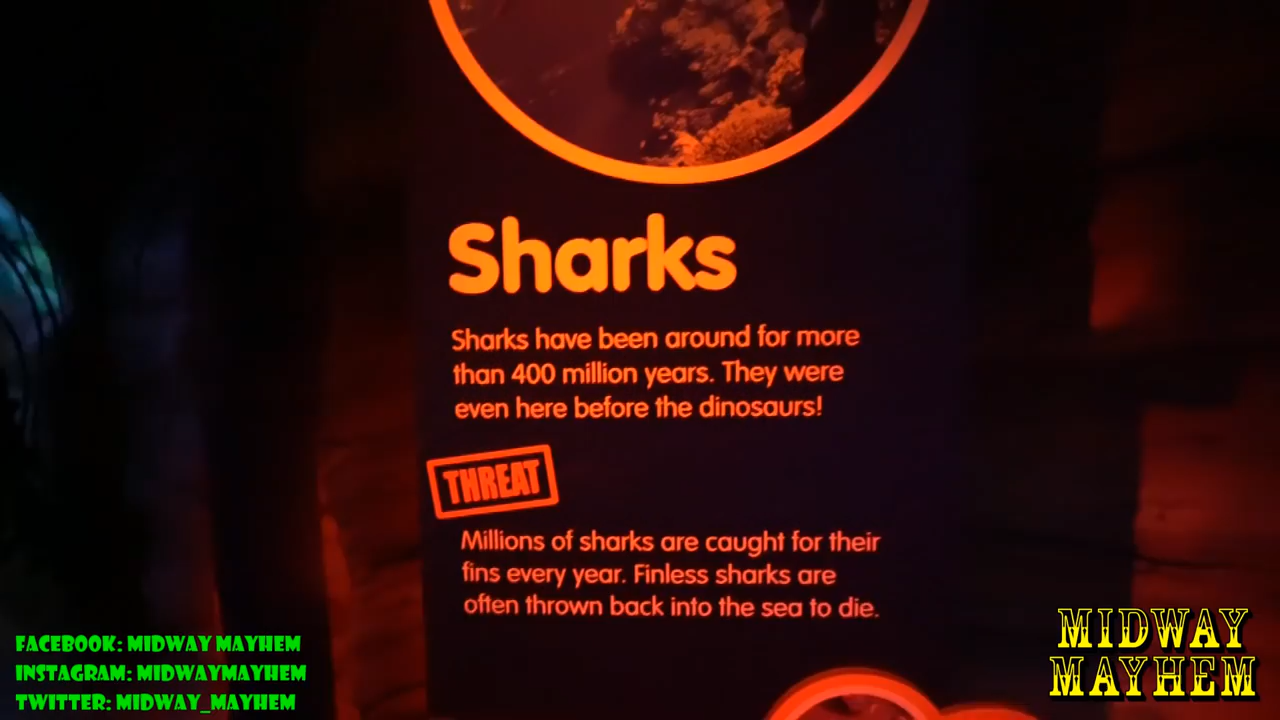 Sharks
Sharks have been around for more
than 400 million years. They were
even here before the dinosaurs!
THREAT
Millions of sharks are caught for their
fins every year. Finless sharks are
often thrown back into the sea to die.
FACEBOOK: MIDWAY MAYHEM
INSTAGRAM: MIDWAYMAYHEM
TWITTER: MIDWAY_MAYHEM
MIDWAY
MAYHEM